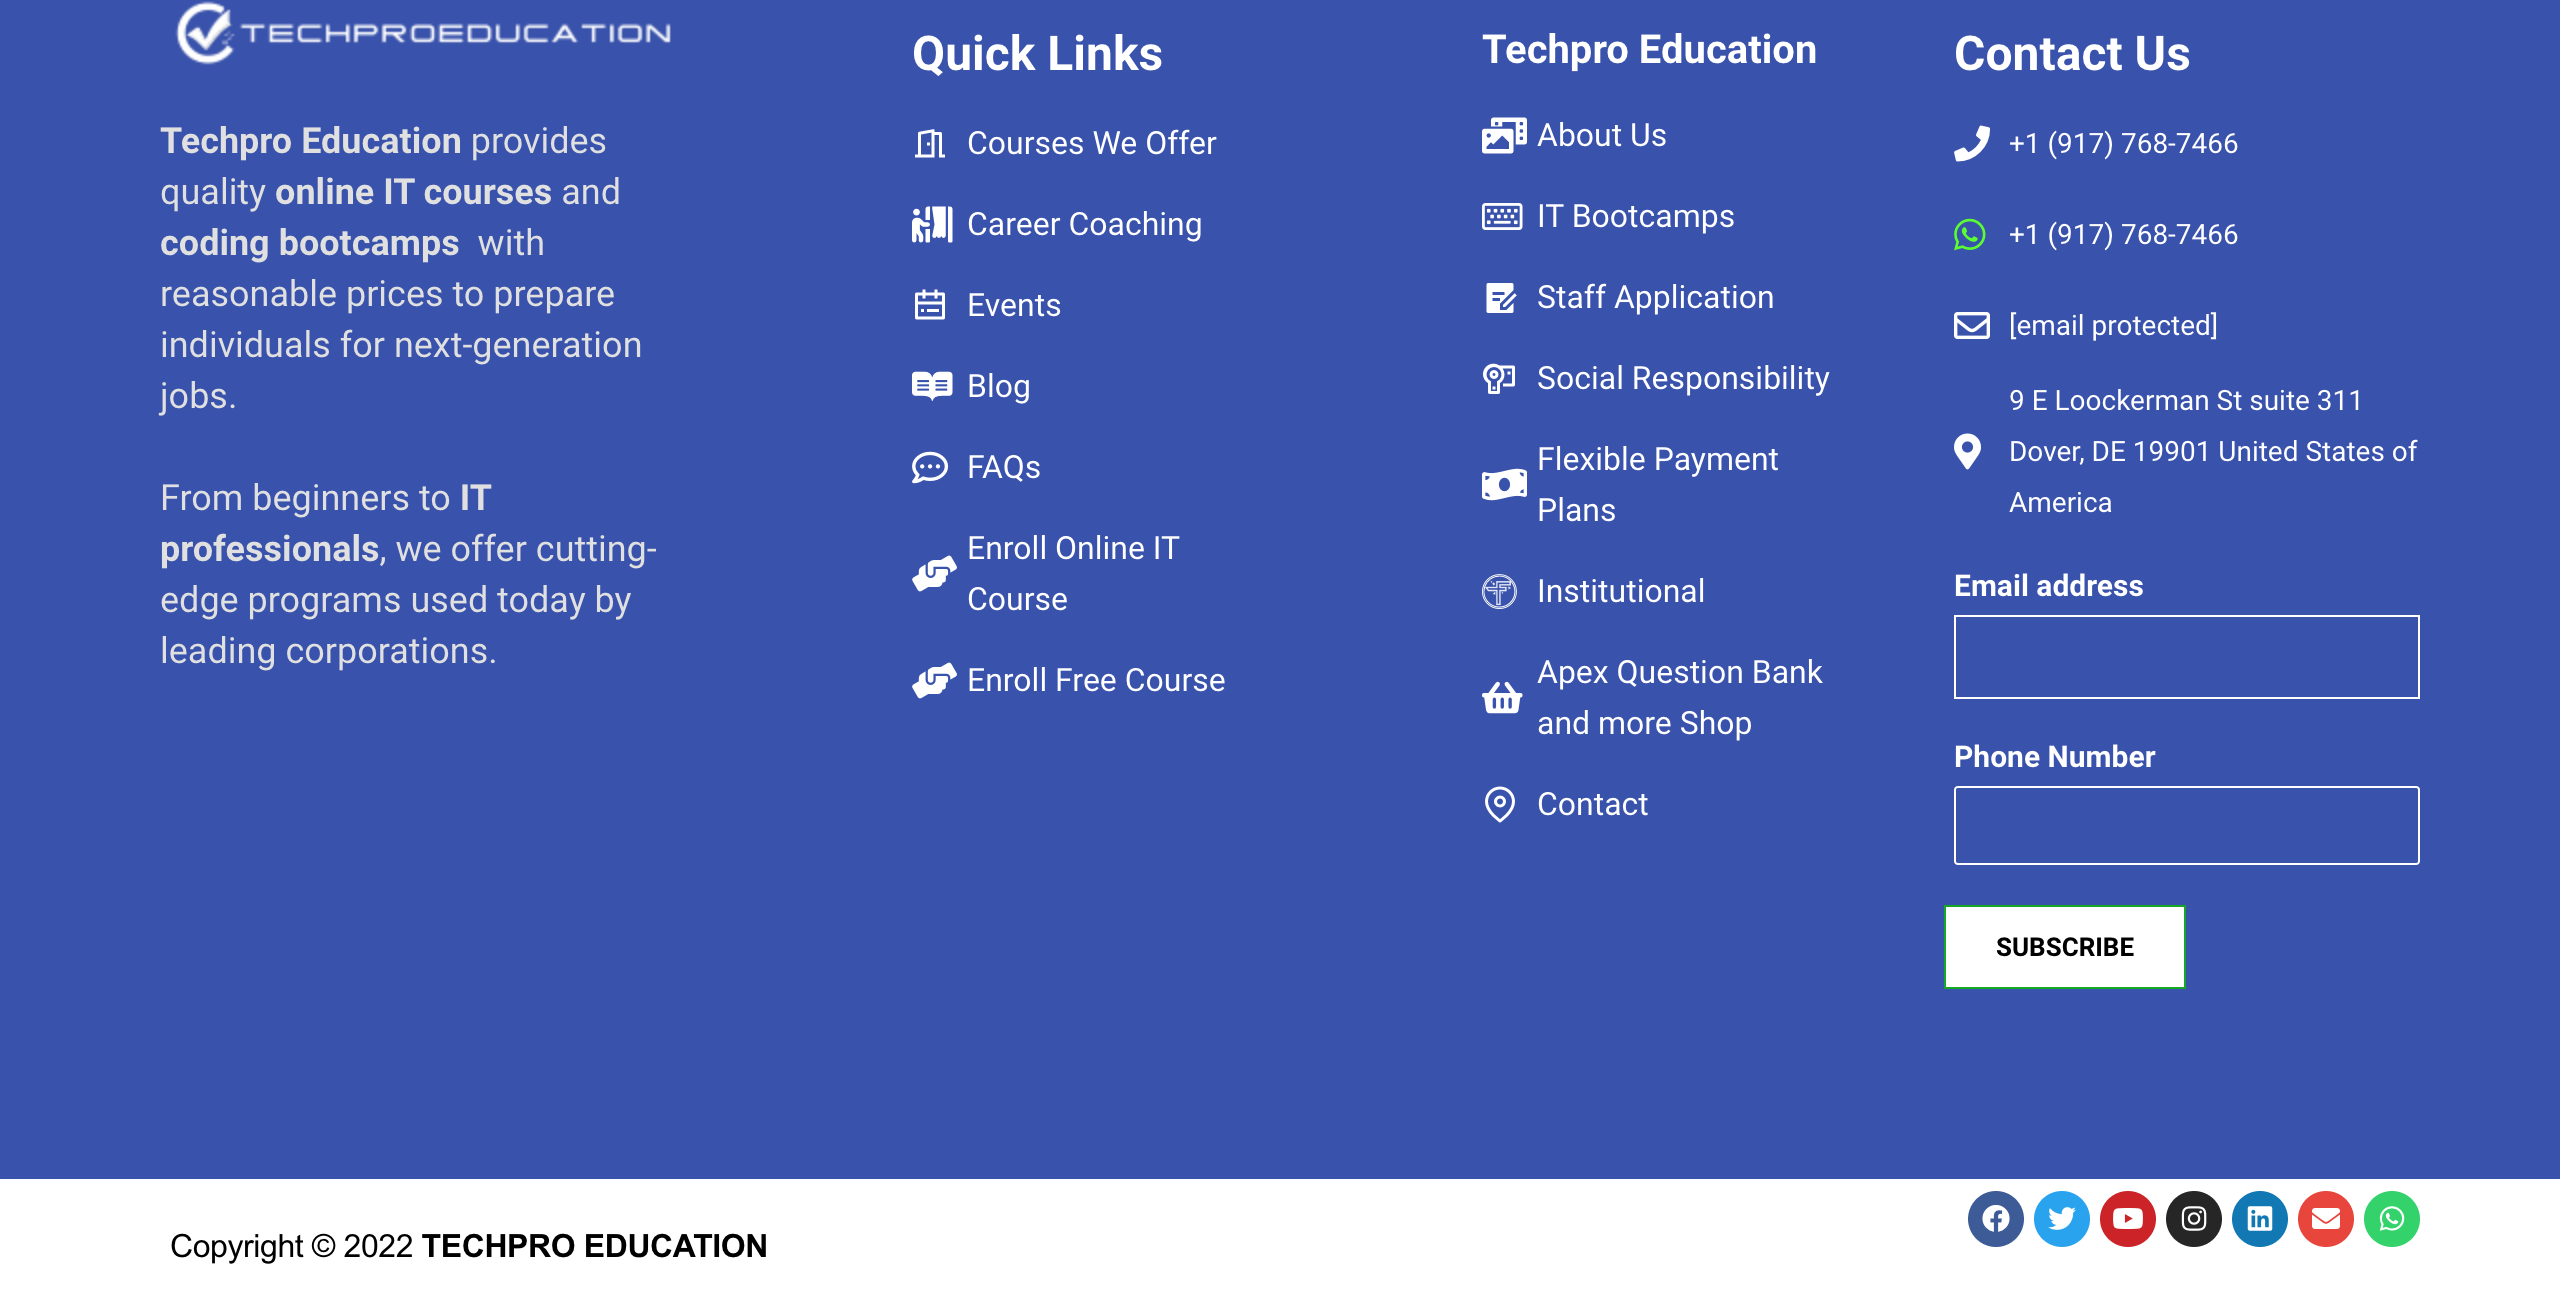 TECHPROEDUCATION
Techpro Education provides
quality online IT courses and
coding bootcamps with
reasonable prices to prepare
individuals for next-generation
jobs.
From beginners to IT
professionals, we offer cutting-
edge programs used today by
leading corporations.
Quick Links
Courses We Offer
Career Coaching
Events
Blog
FAQs
Enroll Online IT
Course
Enroll Free Course
Techpro Education
About Us
IT Bootcamps
Staff Application
Social Responsibility
Flexible Payment
Plans
Institutional
Apex Question Bank
and more Shop
Contact
Contact Us
+1 (917) 768-7466
+1 (917) 768-7466
[email protected]
9 E Loockerman St suite 311
Dover, DE 19901 United States of
America
Email address
Phone Number
SUBSCRIBE
Copyright © 2022 TECHPRO EDUCATION